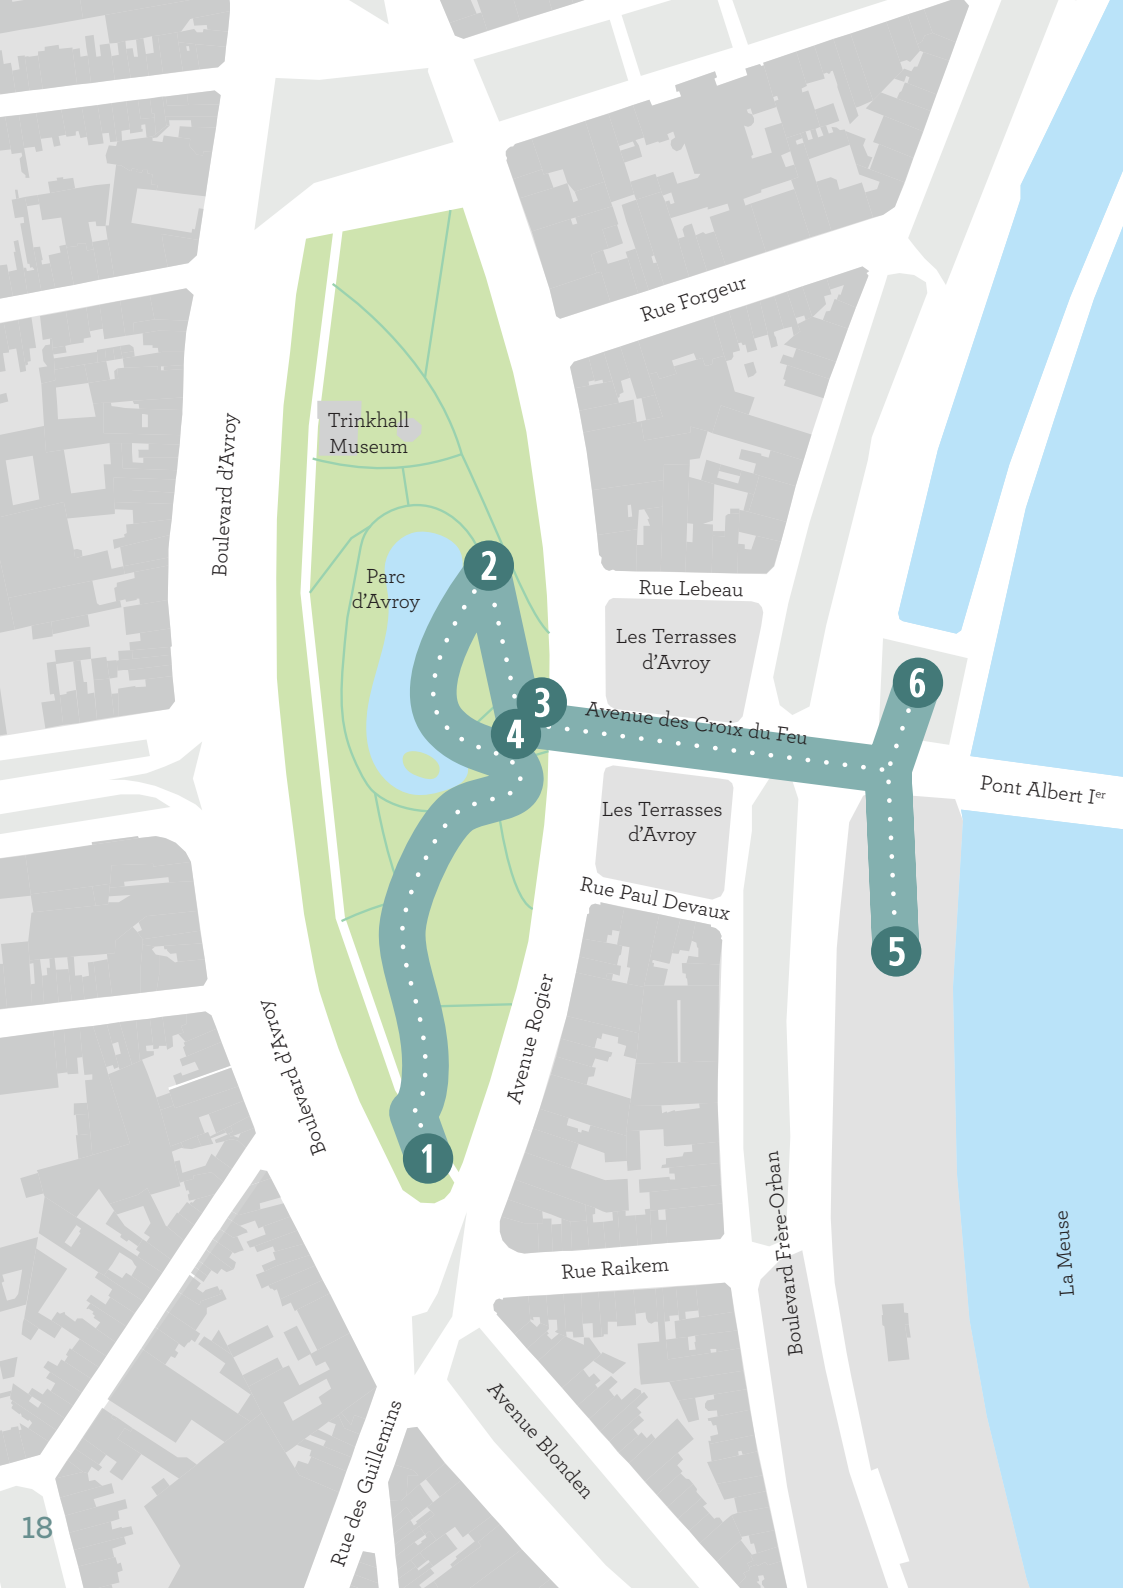 Rue Forgeur
Trinkhall
Museum
Boulevard d'Avroy
2
Parc
d'Avroy
Rue Lebeau
Les Terrasses
d'Avroy
6
3
4
Avenue des Croix du Feu
Pont Albert Iᵉʳ
Les Terrasses
d'Avroy
Rue Paul Devaux
5
Boulevard d'Avroy
Avenue Rogier
1
Boulevard Frère-Orban
La Meuse
Rue Raikem
Avenue Blonden
Rue des Guillemins
18